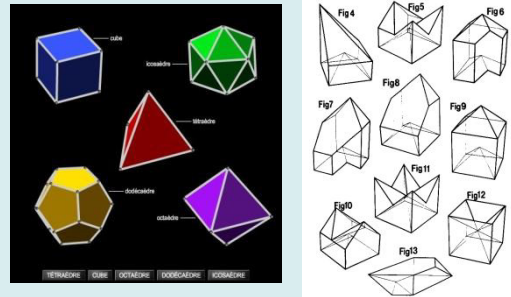 cube
icosaèdre
tétraèdre
dodécaèdre
octaèdre
TÉTRAÈDRE CUBE OCTAÈDRE DODÉCAÈDRE ICOSAÈDRE
Fig4 Fig5 Fig6
Fig7 Fig8 Fig9
Fig10 Fig11 Fig12
Fig13